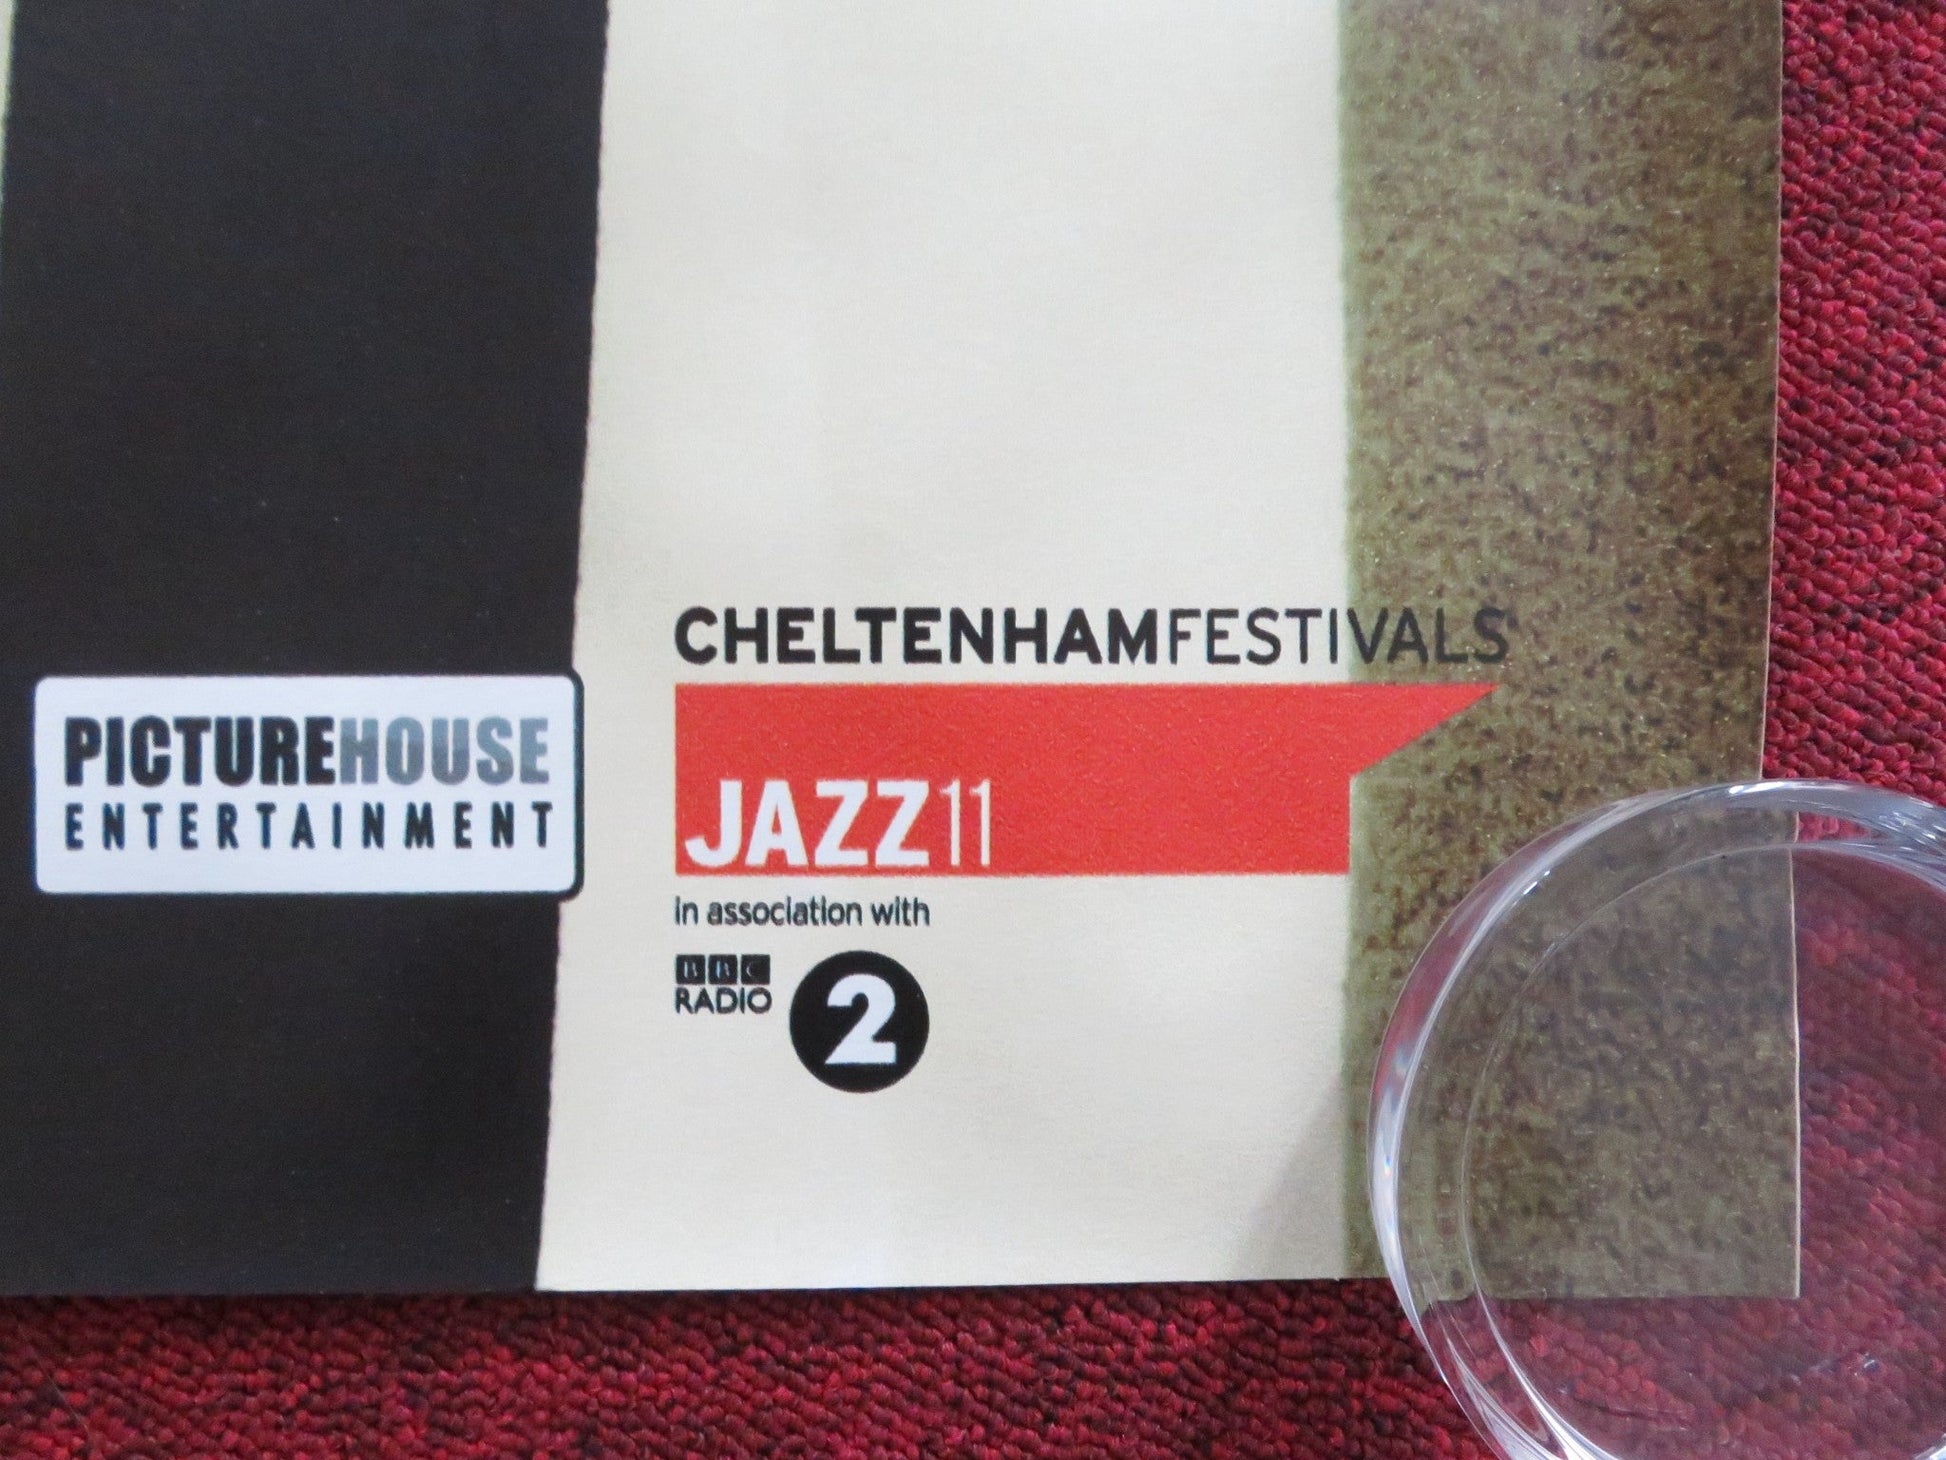 PICTUREHOUSE
ENTERTAINMENT
CHELTENHAMFESTIVALS
JAZZ11
in association with
BBC
RADIO
2